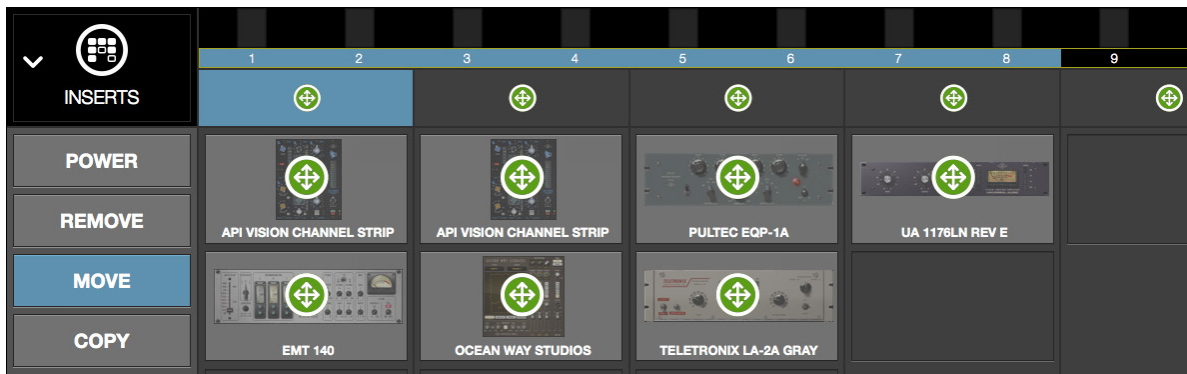 INSERTS
1 2 3 4 5 6 7 8 9
POWER
REMOVE
MOVE
COPY
API VISION CHANNEL STRIP
API VISION CHANNEL STRIP
PULTEC EQP-1A
UA 1176LN REV E
EMT 140
OCEAN WAY STUDIOS
TELETRONIX LA-2A GRAY